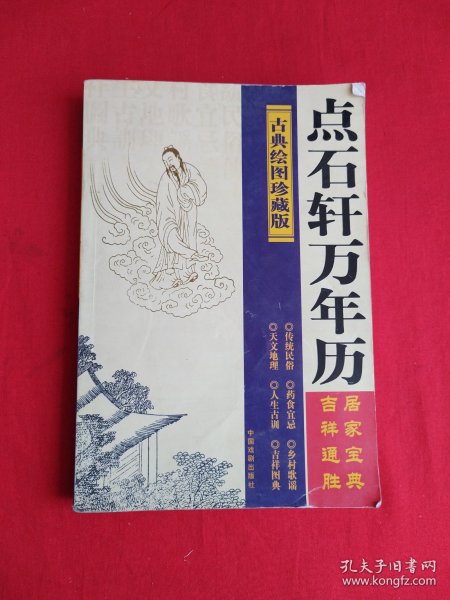 点石轩万年历
居家宝典
吉祥通胜
古典绘图珍藏版
◎传统民俗 ◎药食宜忌 ◎乡村歌谣
◎天文地理 ◎人生古训 ◎吉祥图典
中国戏剧出版社
孔夫子旧书网
www.kongfz.com